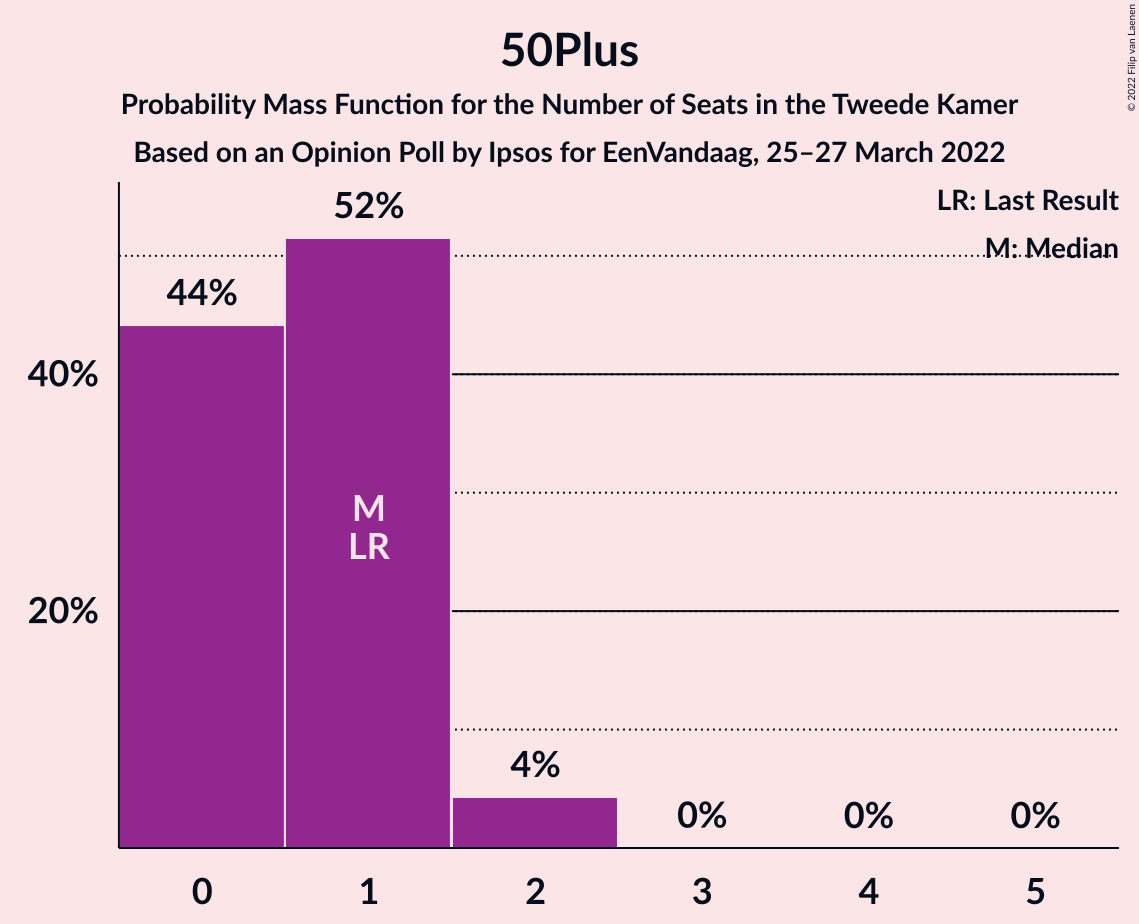 50Plus
Probability Mass Function for the Number of Seats in the Tweede Kamer
Based on an Opinion Poll by Ipsos for EenVandaag, 25–27 March 2022
© 2022 Filip van Laenen
LR: Last Result
M: Median
52%
44%
40%
M
LR
20%
4%
0%
0%
0%
0
1
2
3
4
5